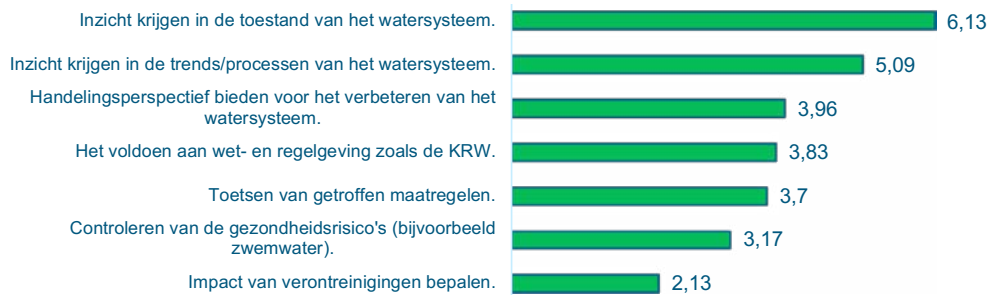 Inzicht krijgen in de toestand van het watersysteem.
6,13
Inzicht krijgen in de trends/processen van het watersysteem.
5,09
Handelingsperspectief bieden voor het verbeteren van het
watersysteem.
3,96
Het voldoen aan wet- en regelgeving zoals de KRW.
3,83
Toetsen van getroffen maatregelen.
3,7
Controleren van de gezondheidsrisico's (bijvoorbeeld
zwemwater).
3,17
Impact van verontreinigingen bepalen.
2,13